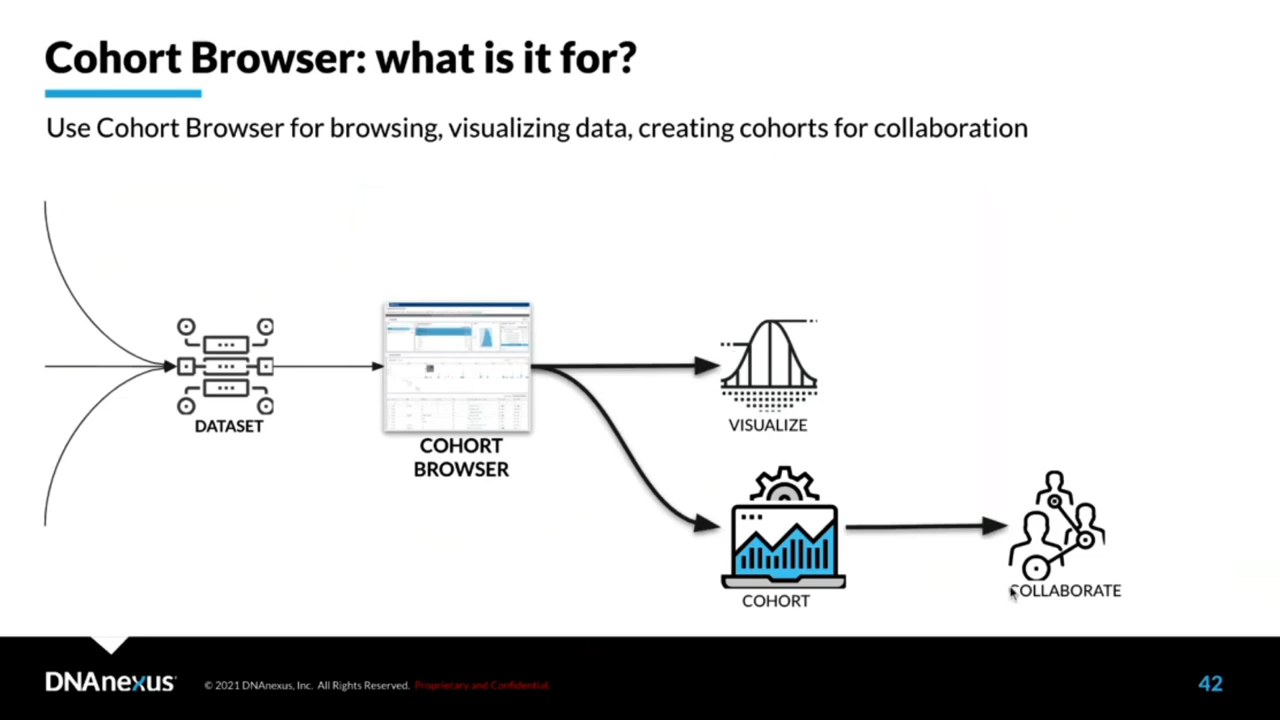 Cohort Browser: what is it for?
Use Cohort Browser for browsing, visualizing data, creating cohorts for collaboration
DATASET
COHORT
BROWSER
VISUALIZE
COHORT
COLLABORATE
DNAnexus
© 2021 DNAnexus, Inc. All Rights Reserved. Proprietary and Confidential.
42